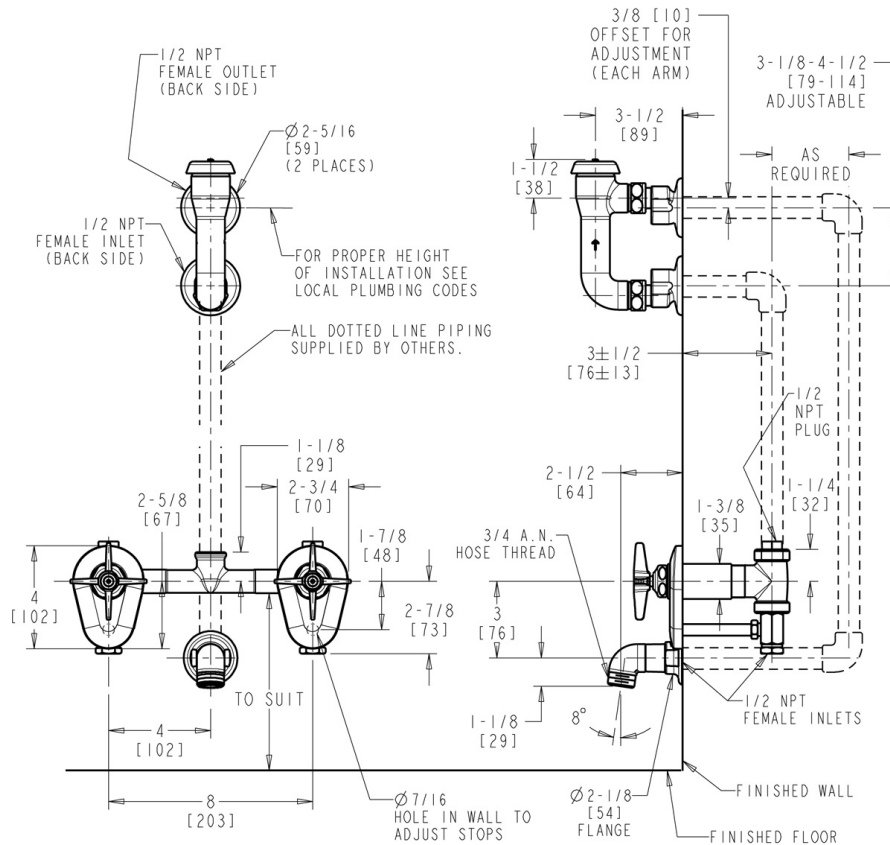 3/8 [10]
OFFSET FOR
ADJUSTMENT
(EACH ARM)
1/2 NPT
FEMALE OUTLET
(BACK SIDE)
3-1/8-4-1/2
[79-114]
ADJUSTABLE
3-1/2
[89]
Ø2-5/16
[59]
(2 PLACES)
1-1/2
[38]
AS
REQUIRED
1/2 NPT
FEMALE INLET
(BACK SIDE)
FOR PROPER HEIGHT
OF INSTALLATION SEE
LOCAL PLUMBING CODES
ALL DOTTED LINE PIPING
SUPPLIED BY OTHERS.
3±1/2
[76±13]
1/2
NPT
PLUG
1-1/8
[29]
2-1/2
[64]
2-5/8
[67]
2-3/4
[70]
1-3/8
[35]
1-1/4
[32]
1-7/8
[48]
3/4 A.N.
HOSE THREAD
4
[102]
2-7/8
[73]
3
[76]
TO SUIT
1/2 NPT
FEMALE INLETS
1-1/8
[29]
8°
4
[102]
8
[203]
Ø7/16
HOLE IN WALL TO
ADJUST STOPS
Ø2-1/8
[54]
FLANGE
FINISHED WALL
FINISHED FLOOR